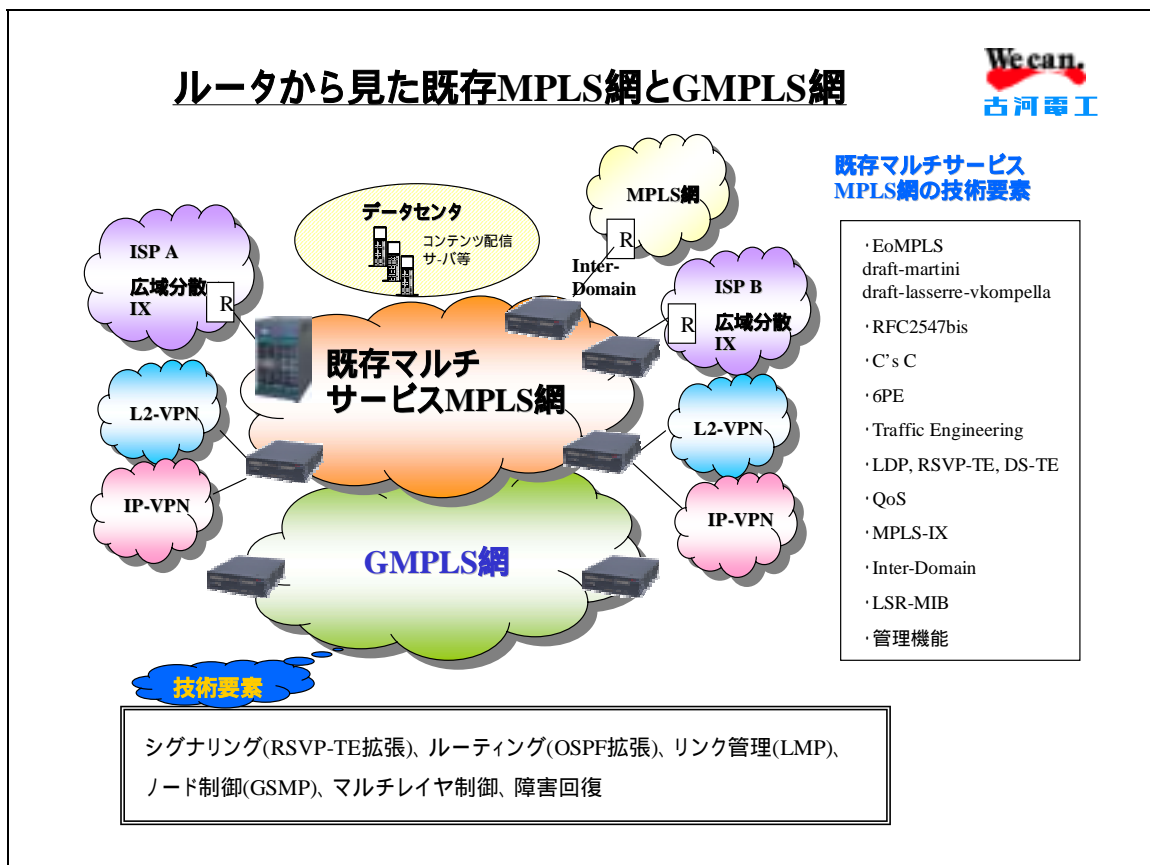 ルータから見た既存MPLS網とGMPLS網
We can.
古河電工
既存マルチサービス
MPLS網の技術要素
・EoMPLS
draft-martini
draft-lasserre-vkompella
・RFC2547bis
・C's C
・6PE
・Traffic Engineering
・LDP, RSVP-TE, DS-TE
・QoS
・MPLS-IX
・Inter-Domain
・LSR-MIB
・管理機能
MPLS網
R
Inter-
Domain
データセンタ
コンテンツ配信
サ-バ等
ISP A
広域分散
IX
R
ISP B
広域分散
IX
R
既存マルチ
サービスMPLS網
L2-VPN
L2-VPN
IP-VPN
IP-VPN
GMPLS網
技術要素
シグナリング(RSVP-TE拡張)、ルーティング(OSPF拡張)、リンク管理(LMP)、
ノード制御(GSMP)、マルチレイヤ制御、障害回復